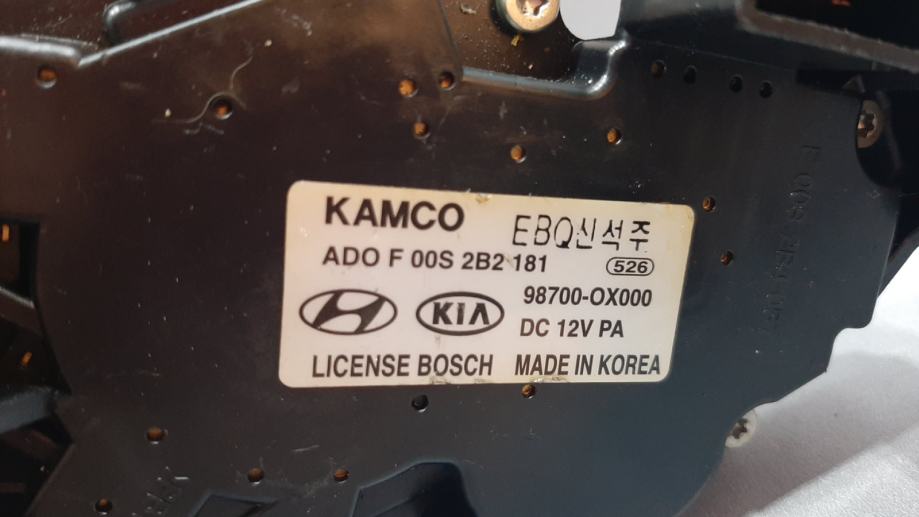 KAMCO EBQ신석주
ADO F 00S 2B2 181 526
KIA 98700-OX000
DC 12V PA
LICENSE BOSCH MADE IN KOREA